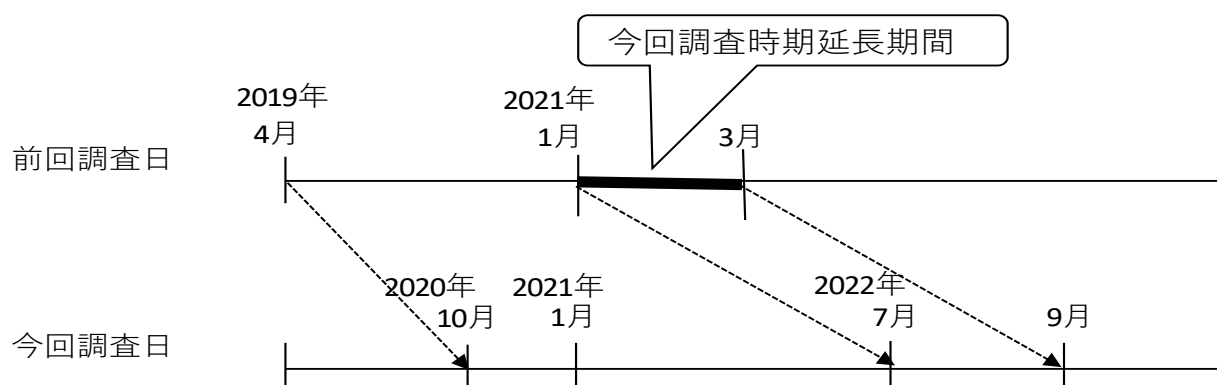 今回調査時期延長期間
2019年
4月
2021年
1月
3月
前回調査日
2020年
10月
2021年
1月
2022年
7月
9月
今回調査日